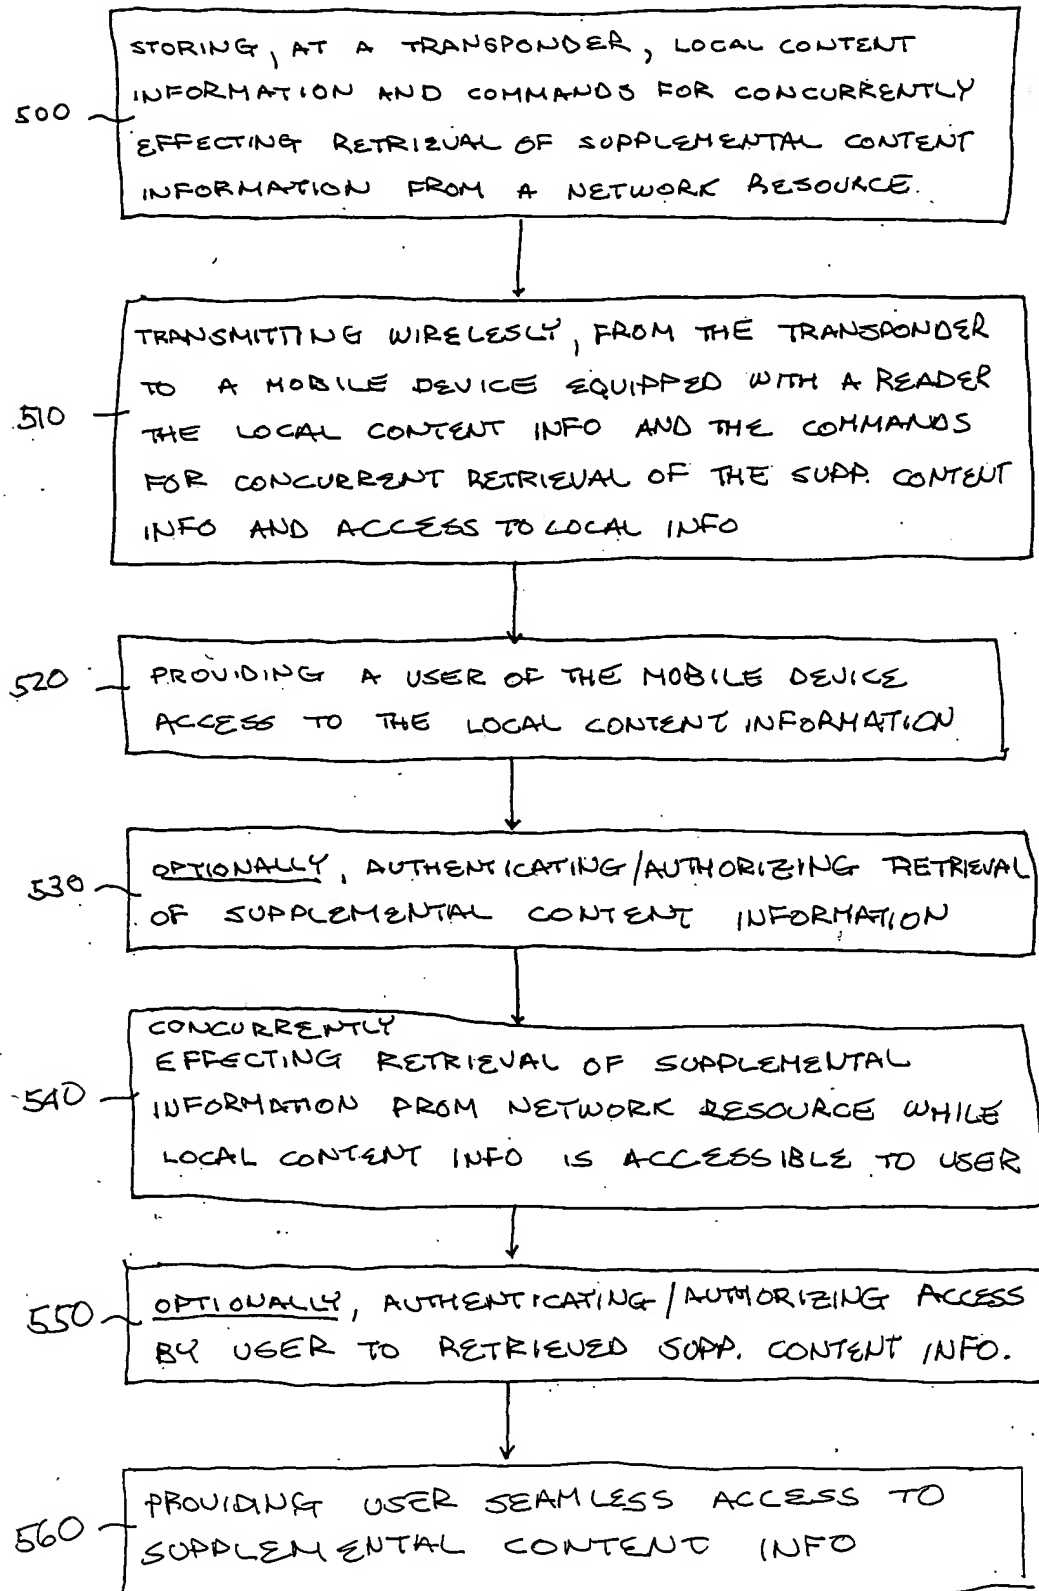 STORING, AT A TRANSPONDER, LOCAL CONTENT
500 INFORMATION AND COMMANDS FOR CONCURRENTLY
EFFECTING RETRIEVAL OF SUPPLEMENTAL CONTENT
INFORMATION FROM A NETWORK RESOURCE.
TRANSMITTING WIRELESLY, FROM THE TRANSPONDER
TO A MOBILE DEVICE EQUIPPED WITH A READER
510 THE LOCAL CONTENT INFO AND THE COMMANDS
FOR CONCURRENT RETRIEVAL OF THE SUPP. CONTENT
INFO AND ACCESS TO LOCAL INFO
520 PROVIDING A USER OF THE MOBILE DEVICE
ACCESS TO THE LOCAL CONTENT INFORMATION
530 OPTIONALLY, AUTHENTICATING/AUTHORIZING RETRIEVAL
OF SUPPLEMENTAL CONTENT INFORMATION
CONCURRENTLY
EFFECTING RETRIEVAL OF SUPPLEMENTAL
540 INFORMATION FROM NETWORK RESOURCE WHILE
LOCAL CONTENT INFO IS ACCESSIBLE TO USER
550 OPTIONALLY, AUTHENTICATING/AUTHORIZING ACCESS
BY USER TO RETRIEVED SUPP. CONTENT INFO.
PROVIDING USER SEAMLESS ACCESS TO
560 SUPPLEMENTAL CONTENT INFO